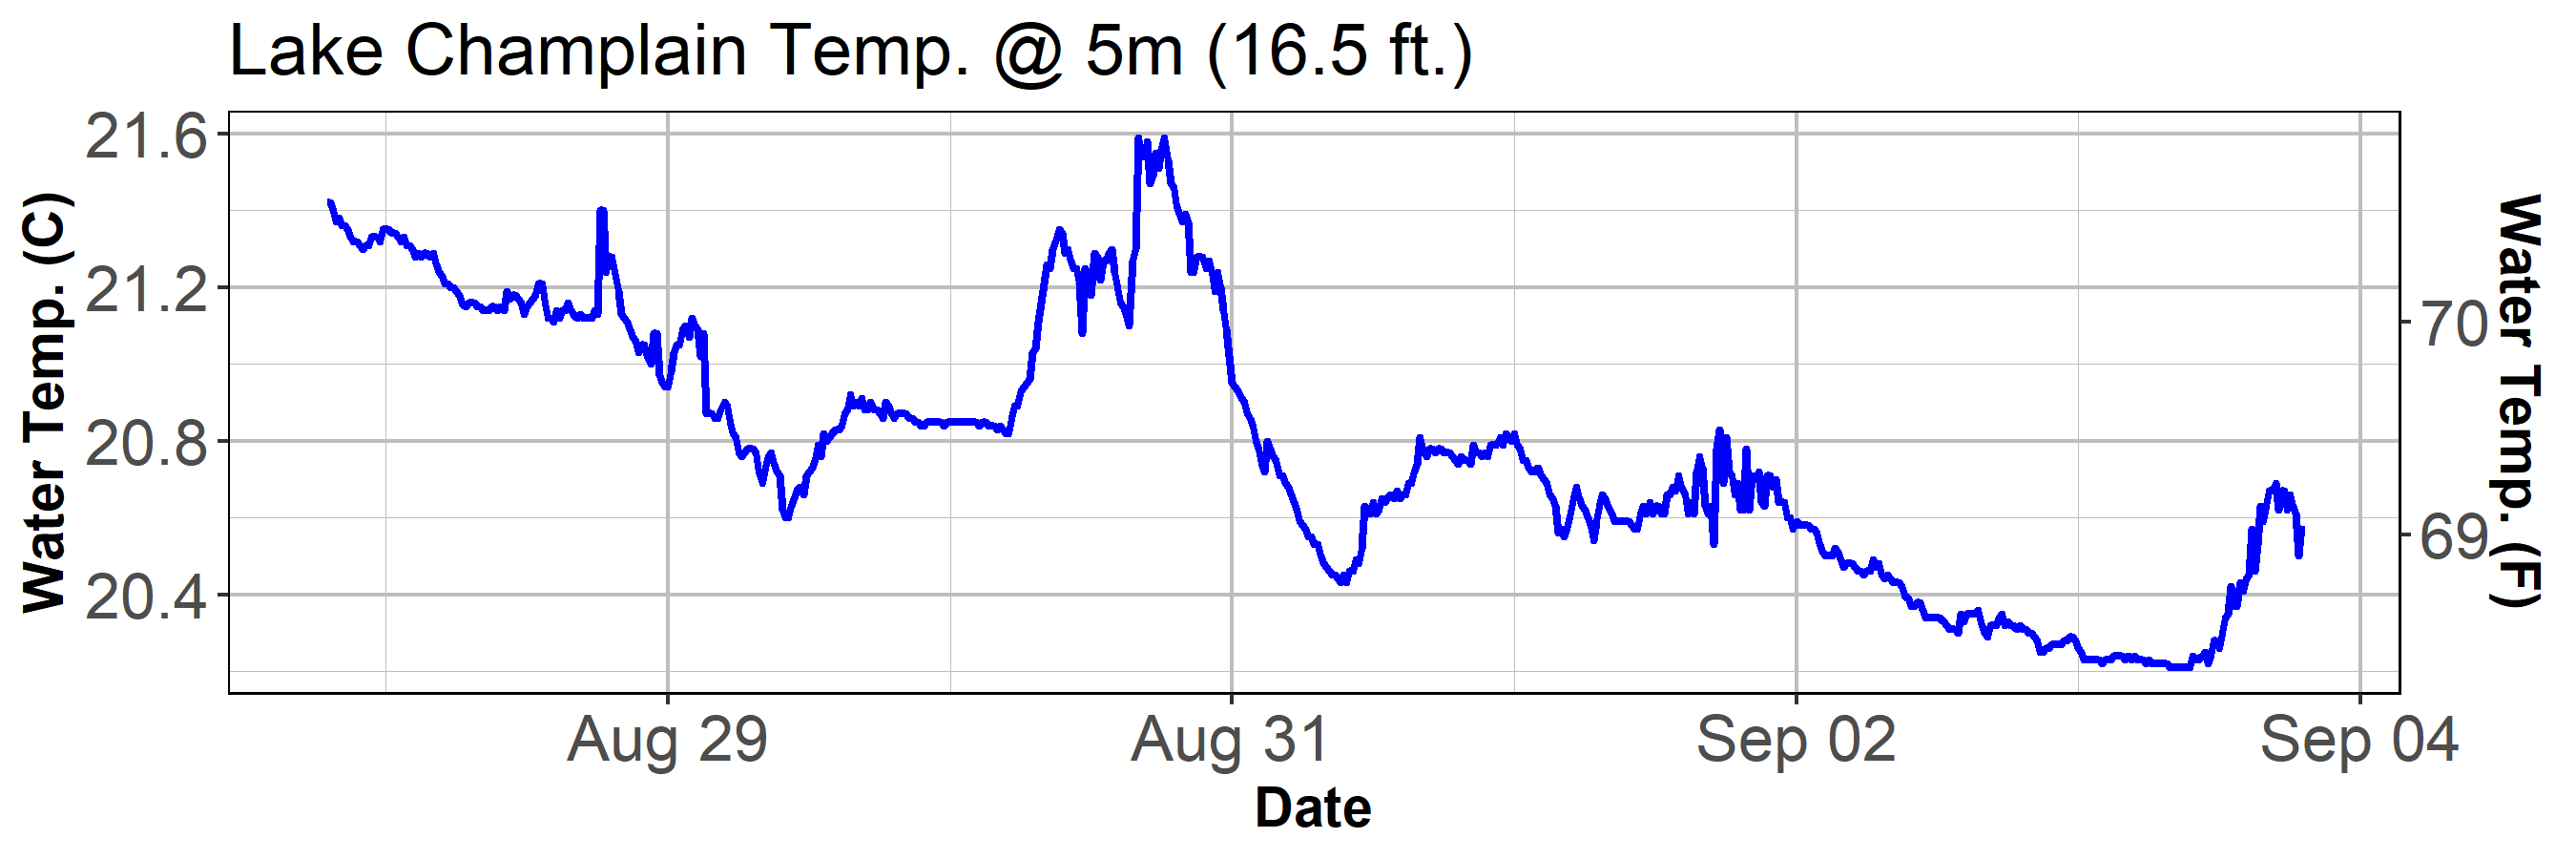 Lake Champlain Temp. @ 5m (16.5 ft.)
Water Temp. (C)
21.6
21.2
20.8
20.4
70
69
Water Temp. (F)
Aug 29
Aug 31
Sep 02
Sep 04
Date